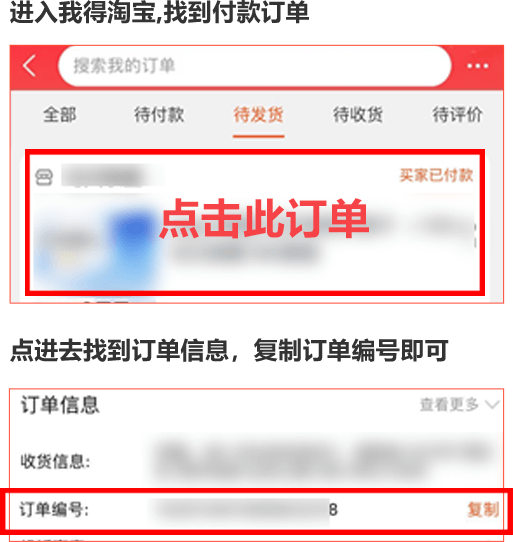 进入我得淘宝,找到付款订单
搜索我的订单
全部 待付款 待发货 待收货 待评价
买家已付款
点击此订单
点进去找到订单信息，复制订单编号即可
订单信息 查看更多
收货信息:
订单编号: 8 复制